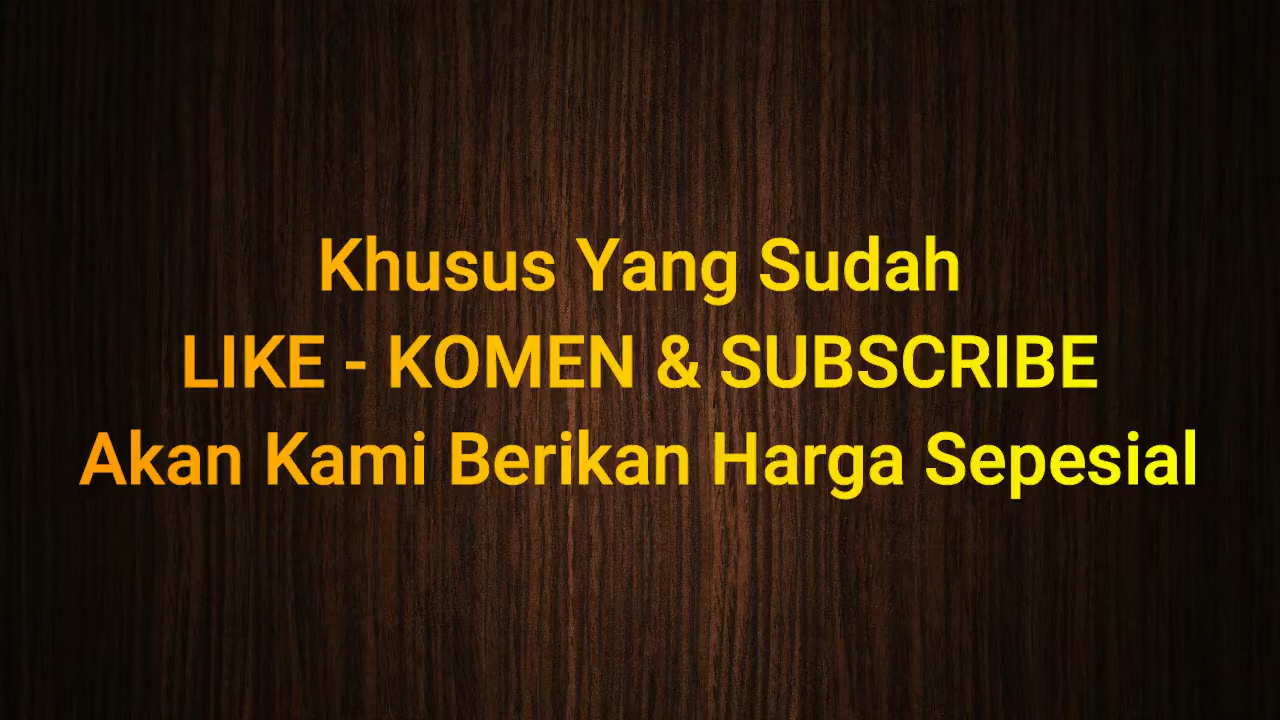 Khusus Yang Sudah
LIKE - KOMEN & SUBSCRIBE
Akan Kami Berikan Harga Sepesial